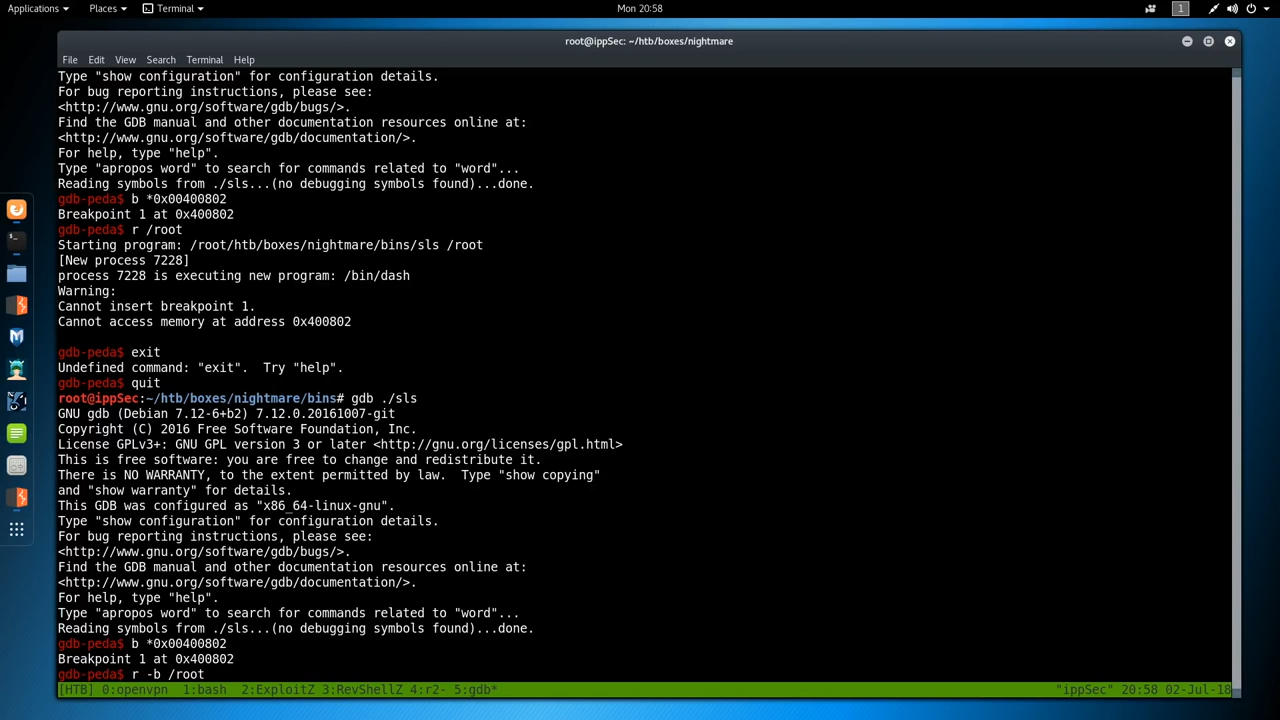 Applications Places Terminal Mon 20:58 1
root@ippSec: ~/htb/boxes/nightmare
File Edit View Search Terminal Help
Type "show configuration" for configuration details.
For bug reporting instructions, please see:
<http://www.gnu.org/software/gdb/bugs/>.
Find the GDB manual and other documentation resources online at:
<http://www.gnu.org/software/gdb/documentation/>.
For help, type "help".
Type "apropos word" to search for commands related to "word"...
Reading symbols from ./sls...(no debugging symbols found)...done.
gdb-peda$ b *0x00400802
Breakpoint 1 at 0x400802
gdb-peda$ r /root
Starting program: /root/htb/boxes/nightmare/bins/sls /root
[New process 7228]
process 7228 is executing new program: /bin/dash
Warning:
Cannot insert breakpoint 1.
Cannot access memory at address 0x400802
gdb-peda$ exit
Undefined command: "exit".  Try "help".
gdb-peda$ quit
root@ippSec:~/htb/boxes/nightmare/bins# gdb ./sls
GNU gdb (Debian 7.12-6+b2) 7.12.0.20161007-git
Copyright (C) 2016 Free Software Foundation, Inc.
License GPLv3+: GNU GPL version 3 or later <http://gnu.org/licenses/gpl.html>
This is free software: you are free to change and redistribute it.
There is NO WARRANTY, to the extent permitted by law.  Type "show copying"
and "show warranty" for details.
This GDB was configured as "x86_64-linux-gnu".
Type "show configuration" for configuration details.
For bug reporting instructions, please see:
<http://www.gnu.org/software/gdb/bugs/>.
Find the GDB manual and other documentation resources online at:
<http://www.gnu.org/software/gdb/documentation/>.
For help, type "help".
Type "apropos word" to search for commands related to "word"...
Reading symbols from ./sls...(no debugging symbols found)...done.
gdb-peda$ b *0x00400802
Breakpoint 1 at 0x400802
gdb-peda$ r -b /root
[HTB] 0:openvpn  1:bash  2:ExploitZ 3:RevShellZ 4:r2- 5:gdb* "ippSec" 20:58 02-Jul-18